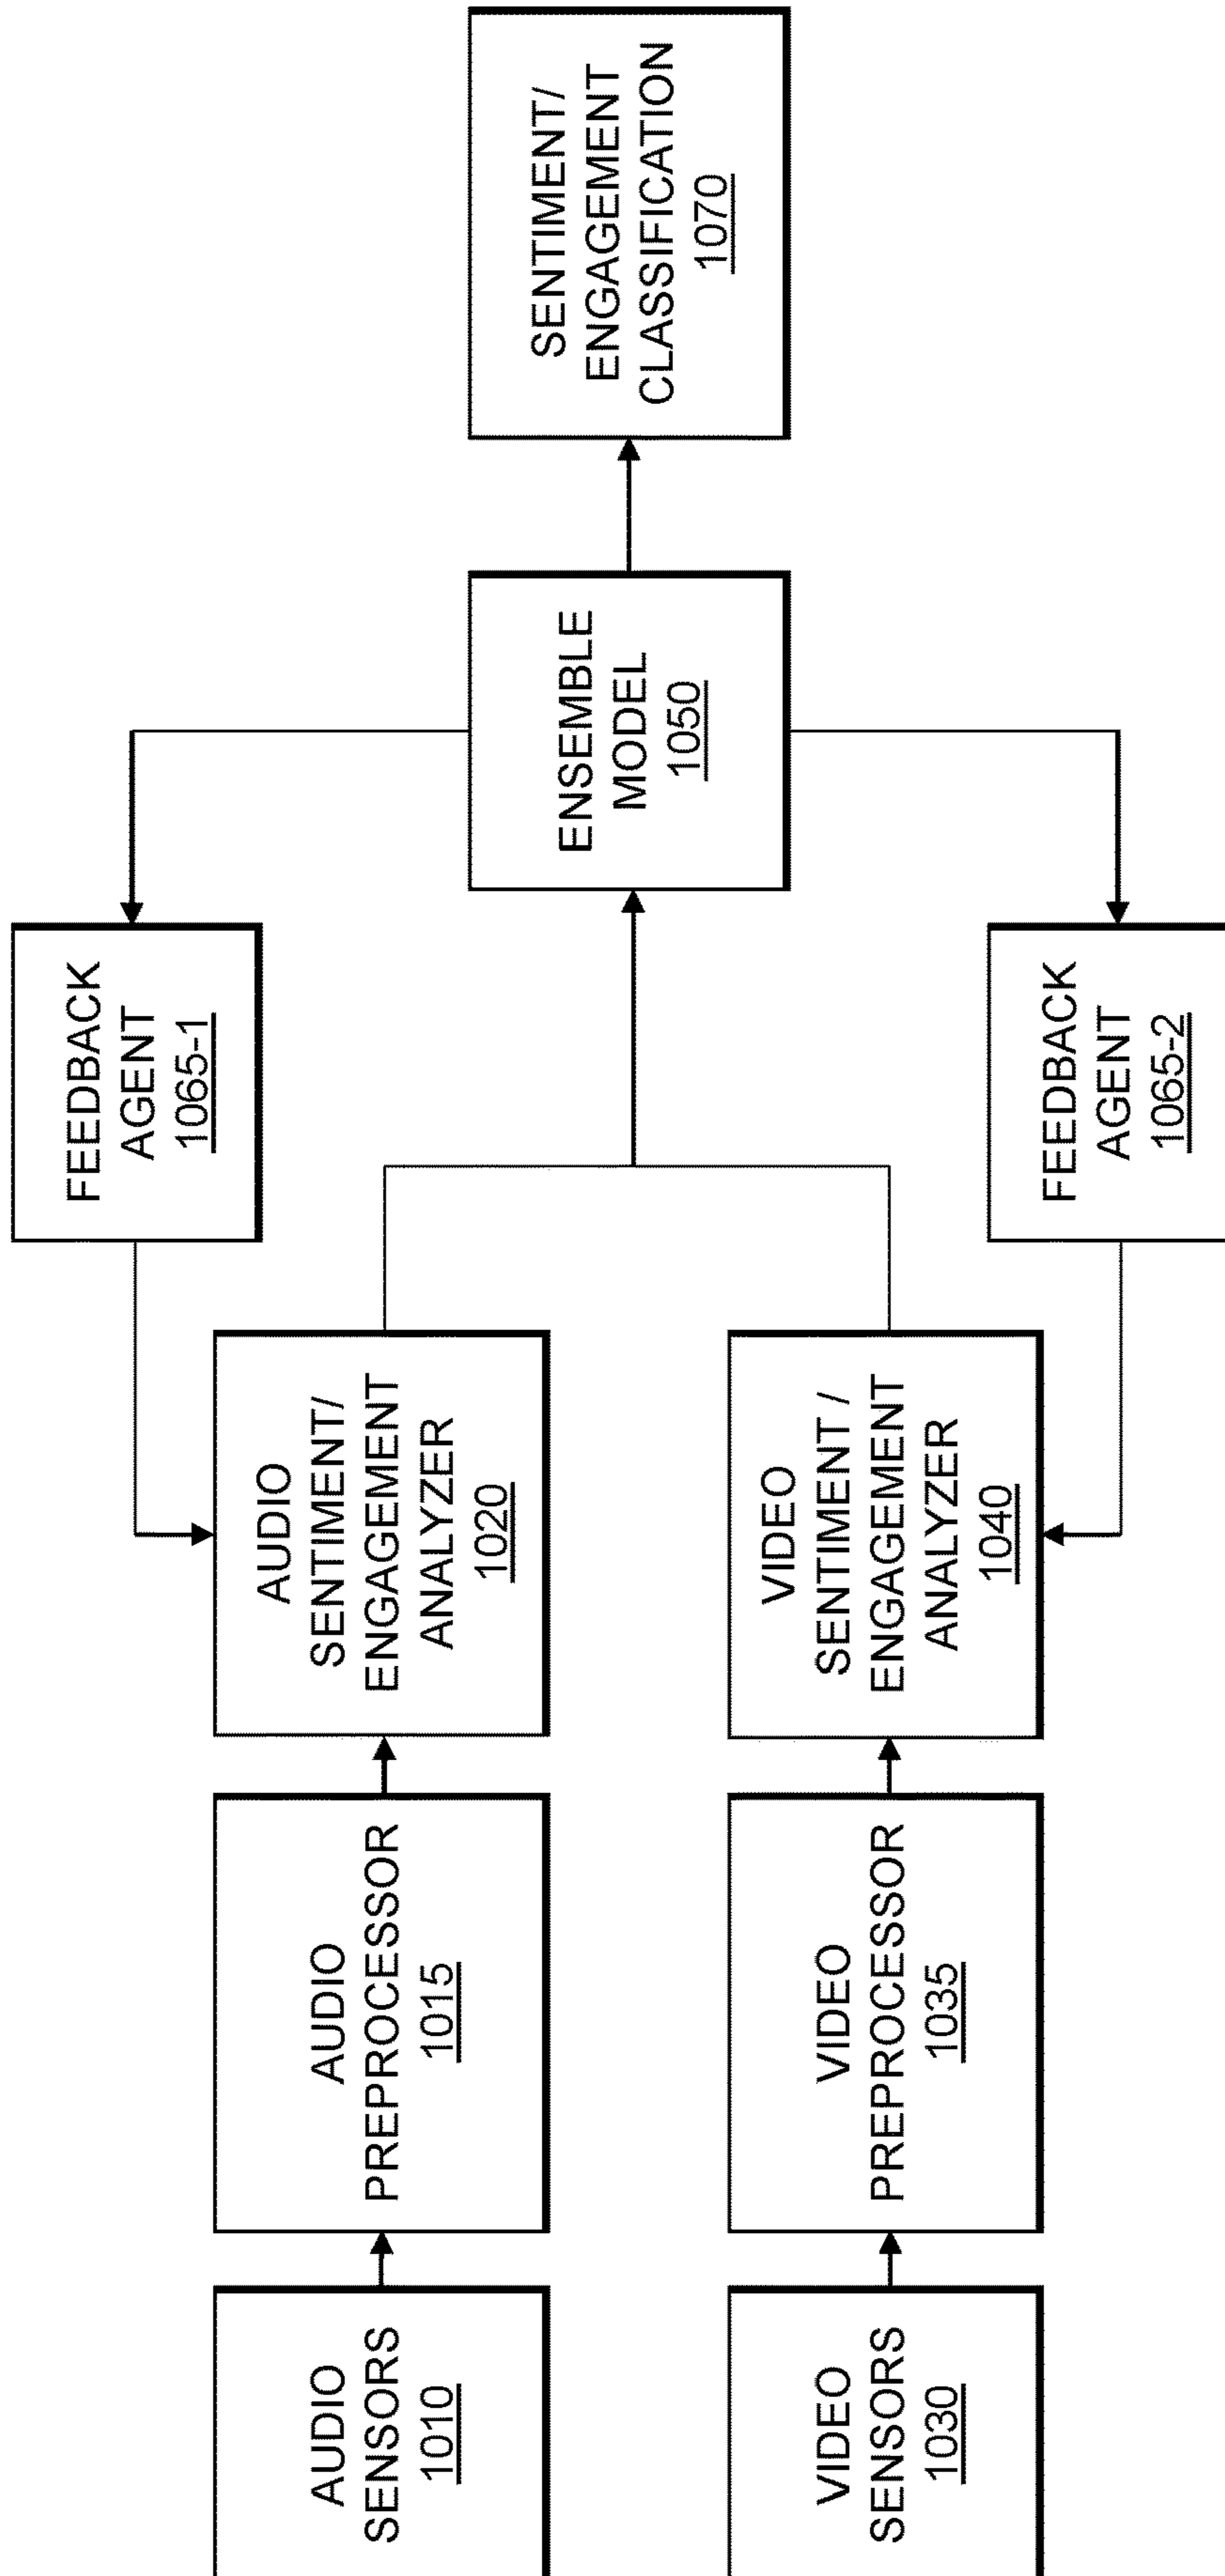 AUDIO
SENSORS
1010
AUDIO
PREPROCESSOR
1015
AUDIO
SENTIMENT/
ENGAGEMENT
ANALYZER
1020
FEEDBACK
AGENT
1065-1
VIDEO
SENSORS
1030
VIDEO
PREPROCESSOR
1035
VIDEO
SENTIMENT /
ENGAGEMENT
ANALYZER
1040
FEEDBACK
AGENT
1065-2
ENSEMBLE
MODEL
1050
SENTIMENT/
ENGAGEMENT
CLASSIFICATION
1070